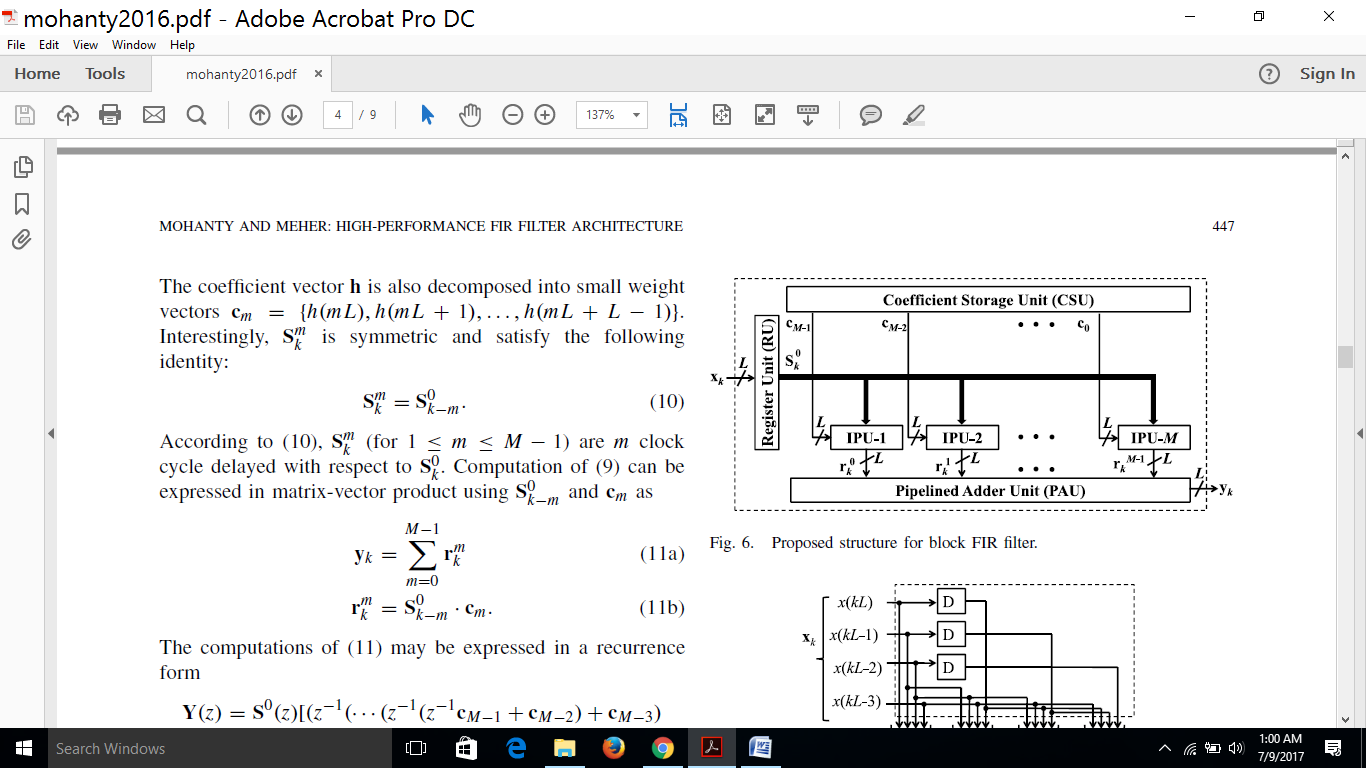 mohanty2016.pdf - Adobe Acrobat Pro DC
File Edit View Window Help
Home Tools mohanty2016.pdf × ? Sign In
4 / 9 137%
MOHANTY AND MEHER: HIGH-PERFORMANCE FIR FILTER ARCHITECTURE 447
The coefficient vector h is also decomposed into small weight
vectors c_m = {h(mL), h(mL + 1), . . . , h(mL + L − 1)}.
Interestingly, S_k^m is symmetric and satisfy the following
identity:
S_k^m = S_{k−m}^0. (10)
According to (10), S_k^m (for 1 ≤ m ≤ M − 1) are m clock
cycle delayed with respect to S_k^0. Computation of (9) can be
expressed in matrix-vector product using S_{k−m}^0 and c_m as
y_k = ∑_{m=0}^{M−1} r_k^m (11a)
r_k^m = S_{k−m}^0 · c_m. (11b)
The computations of (11) may be expressed in a recurrence
form
Y(z) = S^0(z)[(z^{−1}(· · · (z^{−1}(z^{−1}c_{M−1} + c_{M−2}) + c_{M−3})
Coefficient Storage Unit (CSU)
c_{M-1} c_{M-2} • • • c_0
Register Unit (RU)
S_k^0
x_k L
L L L
IPU-1 IPU-2 • • • IPU-M
r_k^0 L r_k^1 L • • • r_k^{M-1} L
Pipelined Adder Unit (PAU) L y_k
Fig. 6. Proposed structure for block FIR filter.
x_k
x(kL) D
x(kL-1) D
x(kL-2) D
x(kL-3)
Search Windows
1:00 AM
7/9/2017